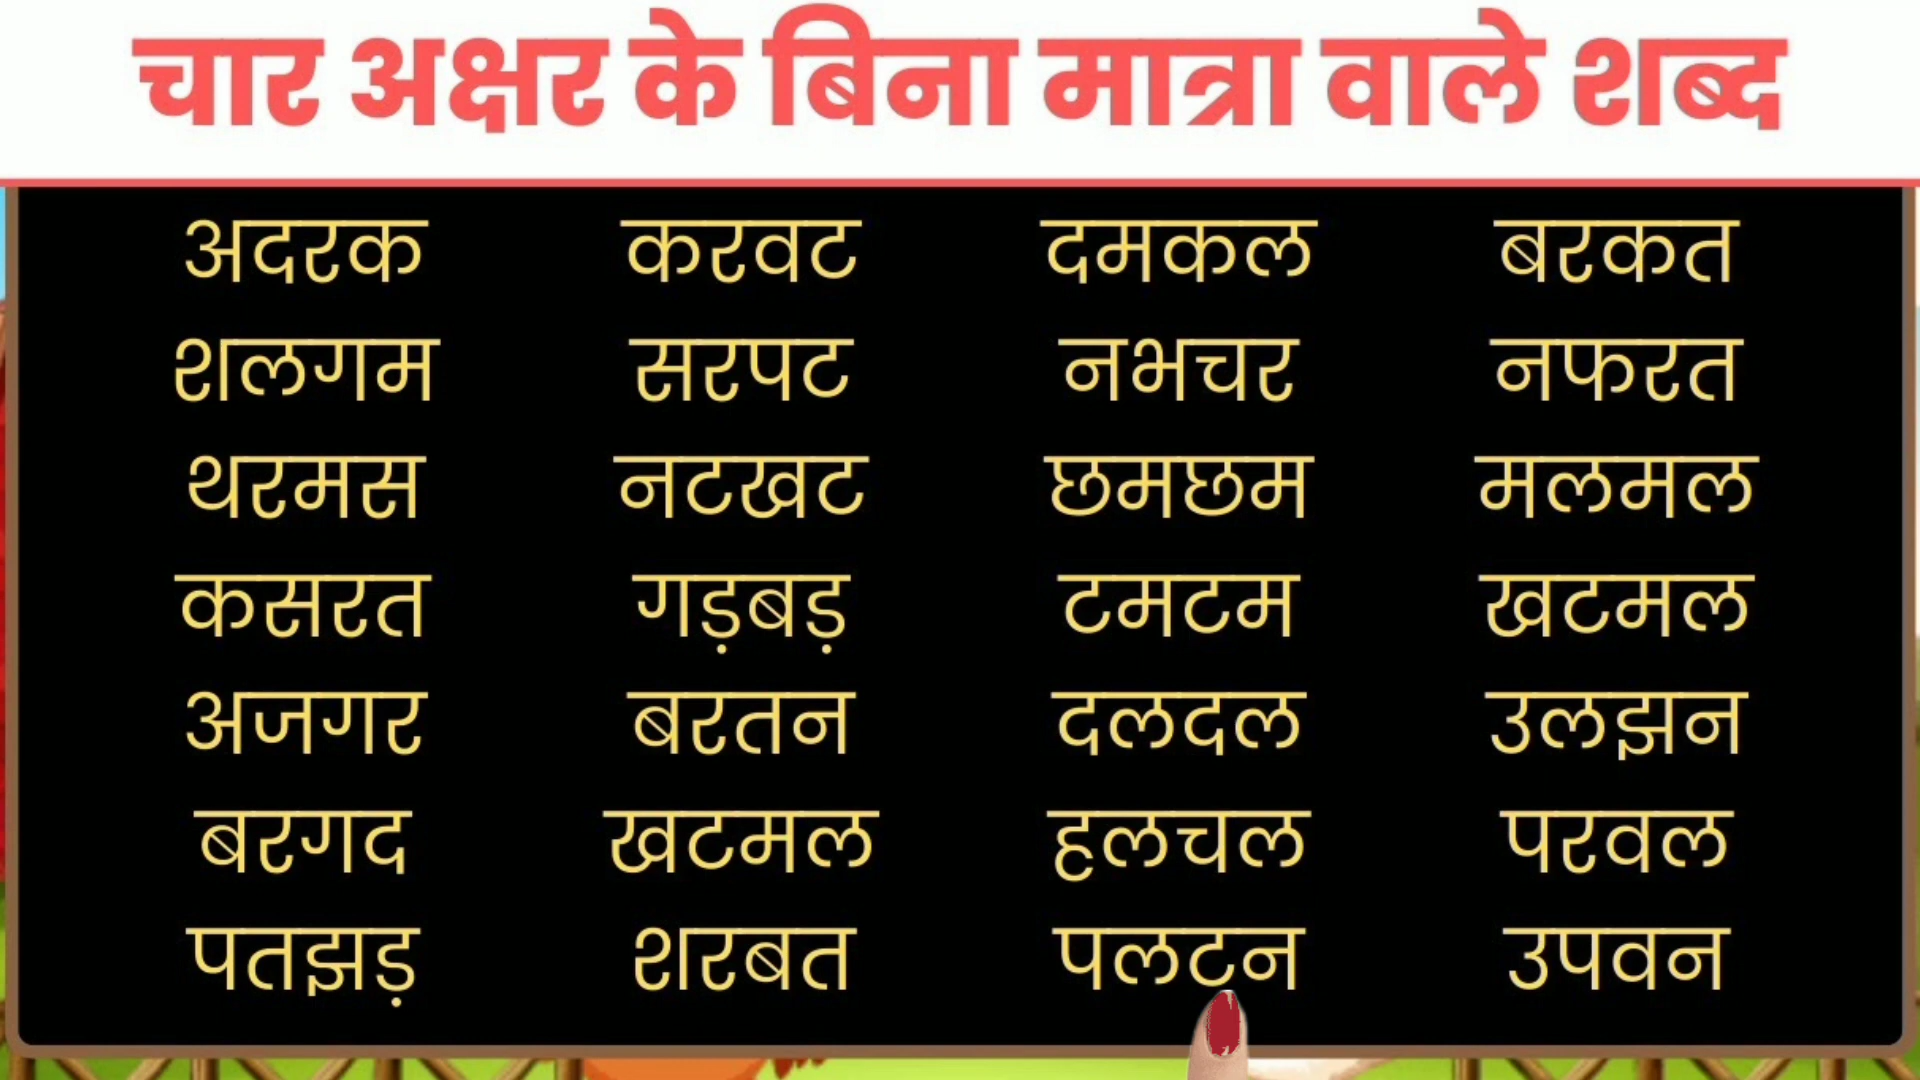 चार अक्षर के बिना मात्रा वाले शब्द
अदरक करवट दमकल बरकत
शलगम सरपट नभचर नफरत
थरमस नटखट छमछम मलमल
कसरत गड़बड़ टमटम खटमल
अजगर बरतन दलदल उलझन
बरगद खटमल हलचल परवल
पतझड़ शरबत पलटन उपवन